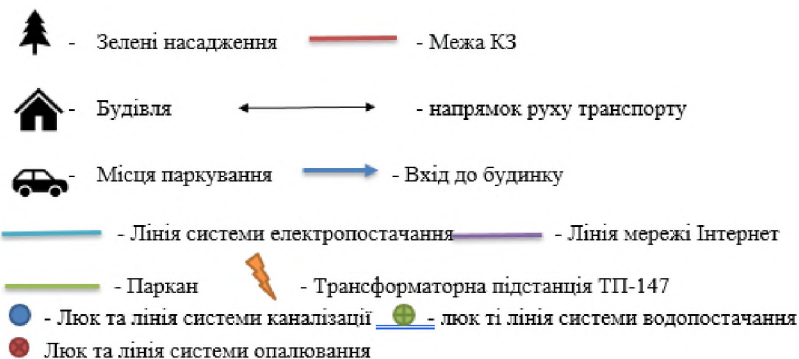 - Зелені насадження - Межа КЗ
- Будівля - напрямок руху транспорту
- Місця паркування - Вхід до будинку
- Лінія системи електропостачання - Лінія мережі Інтернет
- Паркан - Трансформаторна підстанція ТП-147
- Люк та лінія системи каналізації - люк ті лінія системи водопостачання
Люк та лінія системи опалювання